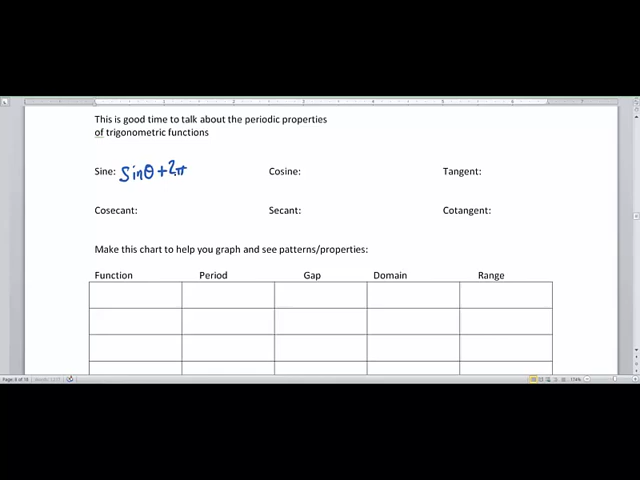 This is good time to talk about the periodic properties
of trigonometric functions
Sine: sinθ+2π Cosine: Tangent:
Cosecant: Secant: Cotangent:
Make this chart to help you graph and see patterns/properties:
Function Period Gap Domain Range